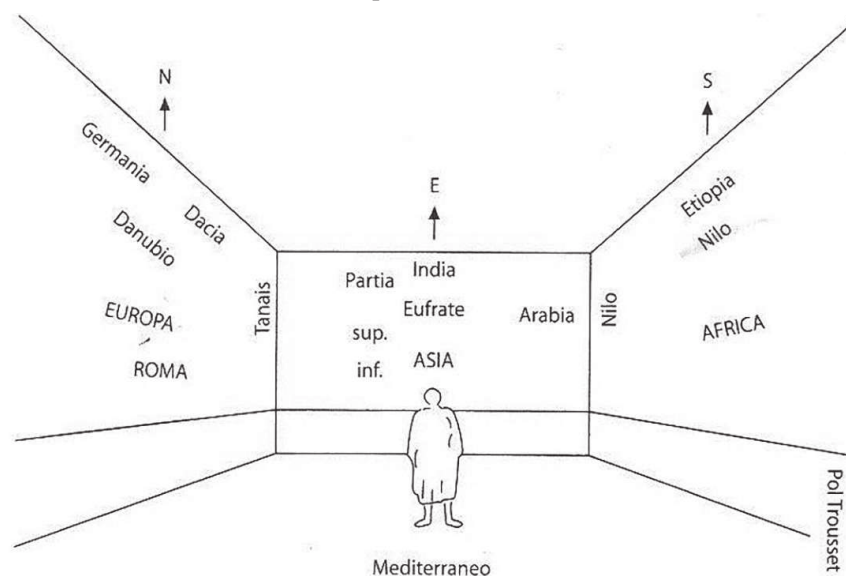 N
S
E
Germania
Dacia
Danubio
EUROPA
ROMA
Tanais
Partia
India
Eufrate
Arabia
sup.
inf.
ASIA
Nilo
Etiopia
Nilo
AFRICA
Mediterraneo
Pol Trousset